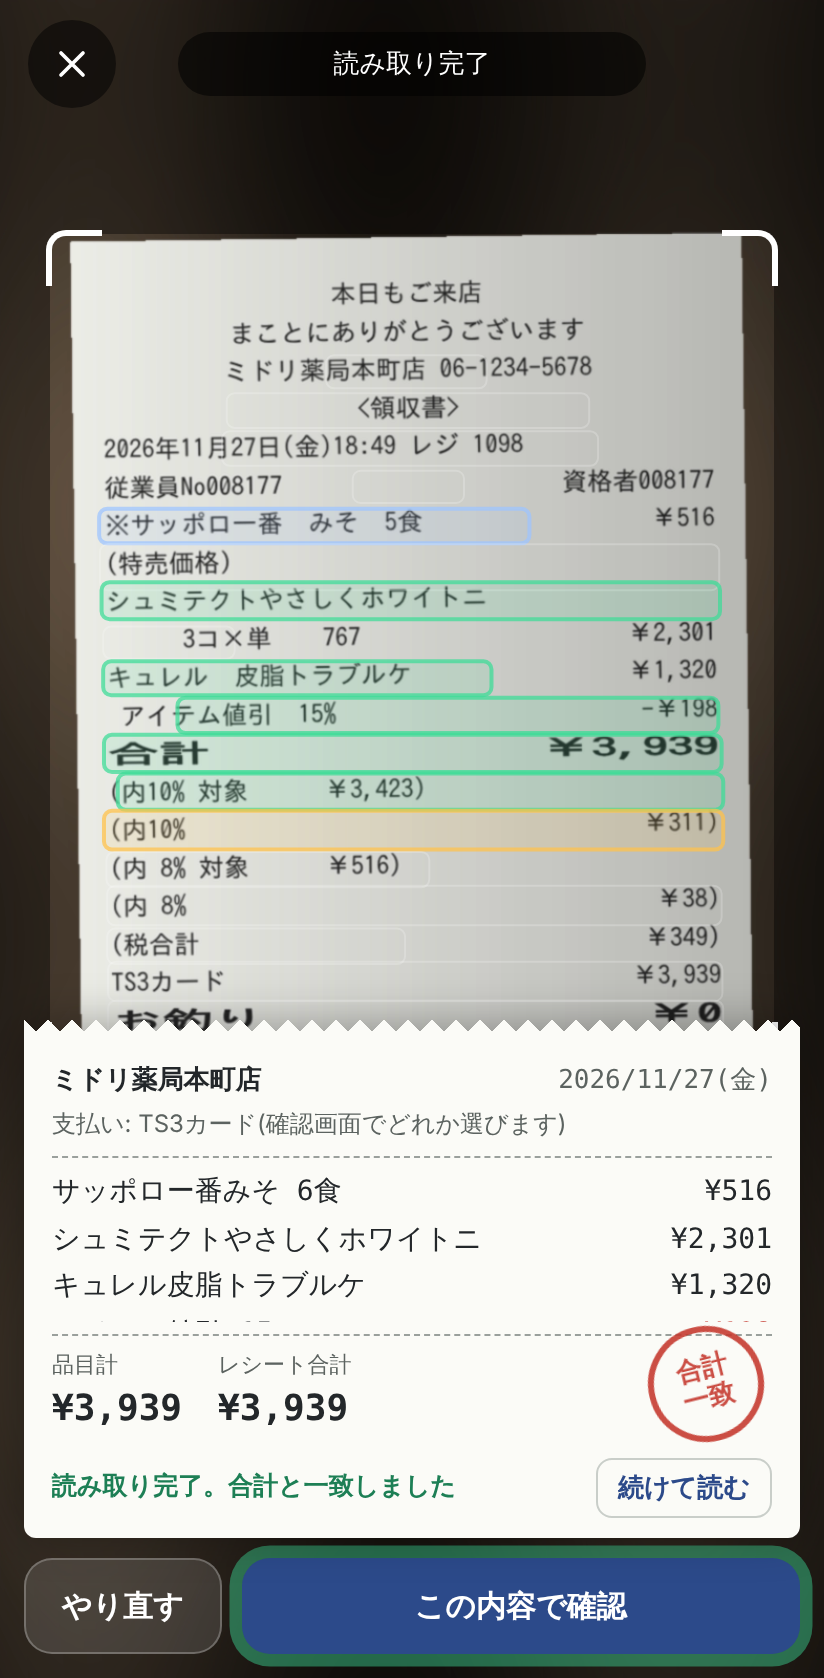 読み取り完了
本日もご来店
まことにありがとうございます
ミドリ薬局本町店 06-1234-5678
<領収書>
2026年11月27日(金)18:49 レジ 1098
従業員No008177 資格者008177
※サッポロ一番 みそ 5食 ¥516
(特売価格)
シュミテクトやさしくホワイトニ
3コ×単 767 ¥2,301
キュレル 皮脂トラブルケ ¥1,320
アイテム値引 15% -¥198
合計 ¥3,939
(内10% 対象 ¥3,423)
(内10% ¥311)
(内 8% 対象 ¥516)
(内 8% ¥38)
(税合計 ¥349)
TS3カード ¥3,939
お釣り ¥0
ミドリ薬局本町店 2026/11/27(金)
支払い: TS3カード(確認画面でどれか選びます)
サッポロー番みそ 6食 ¥516
シュミテクトやさしくホワイトニ ¥2,301
キュレル皮脂トラブルケ ¥1,320
品目計 レシート合計
¥3,939 ¥3,939
合計
一致
読み取り完了。合計と一致しました
続けて読む
やり直す
この内容で確認